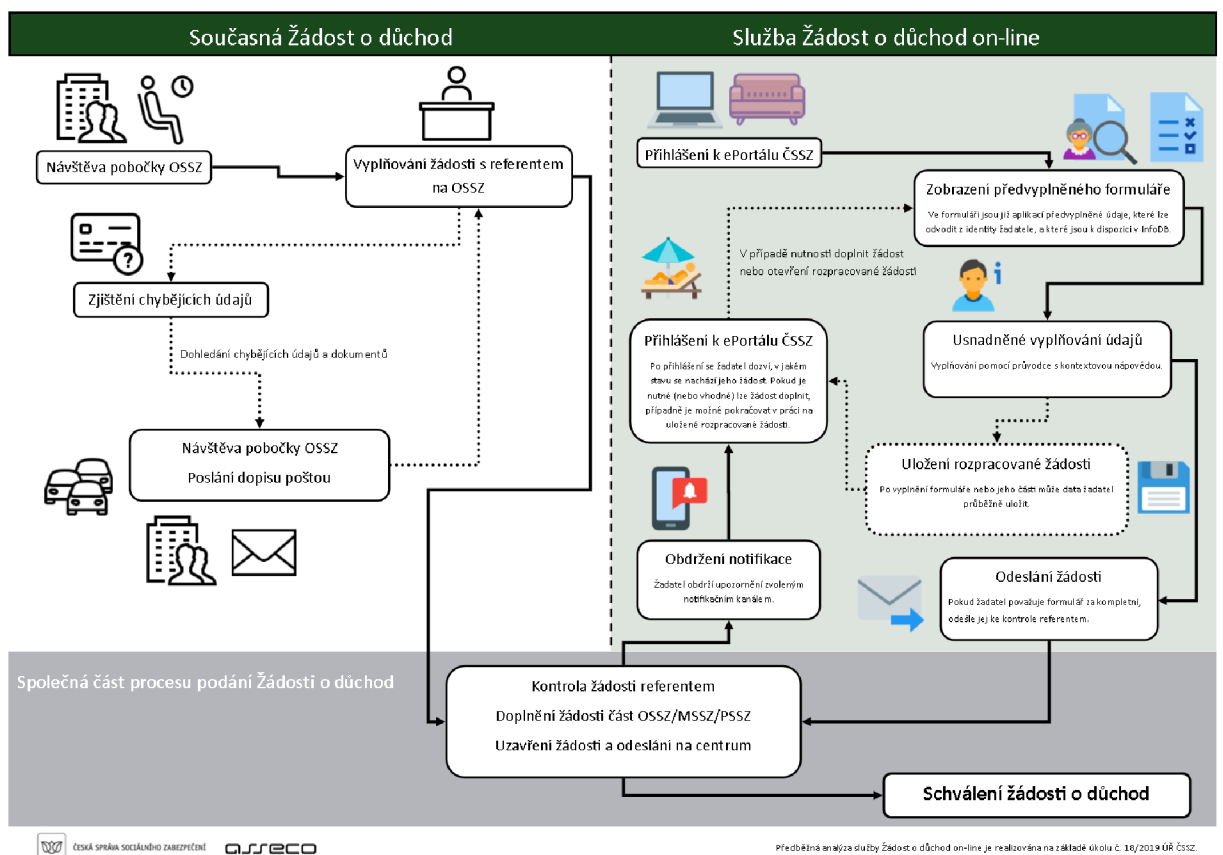 Současná Žádost o důchod
Služba Žádost o důchod on-line
Návštěva pobočky OSSZ
Vyplňování žádosti s referentem
na OSSZ
Zjištění chybějících údajů
Dohledání chybějících údajů a dokumentů
Návštěva pobočky OSSZ
Poslání dopisu poštou
Přihlášení k ePortálu ČSSZ
Zobrazení předvyplněného formuláře
Ve formuláři jsou již aplikací předvyplněné údaje, které lze
odvodit z identity žadatele, a které jsou k dispozici v InfoDB.
V případě nutnosti doplnit žádost
nebo otevření rozpracované žádosti
Usnadněné vyplňování údajů
Vyplňování pomocí průvodce s kontextovou nápovědou.
Přihlášení k ePortálu ČSSZ
Po přihlášení se žadatel dozví, v jakém
stavu se nachází jeho žádost. Pokud je
nutné (nebo vhodné) lze žádost doplnit,
případně je možné pokračovat v práci na
uložené rozpracované žádosti.
Uložení rozpracované žádosti
Po vyplnění formuláře nebo jeho části může data žadatel
průběžně uložit.
Obdržení notifikace
Žadatel obdrží upozornění zvoleným
notifikačním kanálem.
Odeslání žádosti
Pokud žadatel považuje formulář za kompletní,
odešle jej ke kontrole referentem.
Společná část procesu podání Žádosti o důchod
Kontrola žádosti referentem
Doplnění žádosti část OSSZ/MSSZ/PSSZ
Uzavření žádosti a odeslání na centrum
Schválení žádosti o důchod
ČESKÁ SPRÁVA SOCIÁLNÍHO ZABEZPEČENÍ
asseco
Předběžná analýza služby Žádost o důchod on-line je realizována na základě úkolu č. 18/2019 ÚŘ ČSSZ.